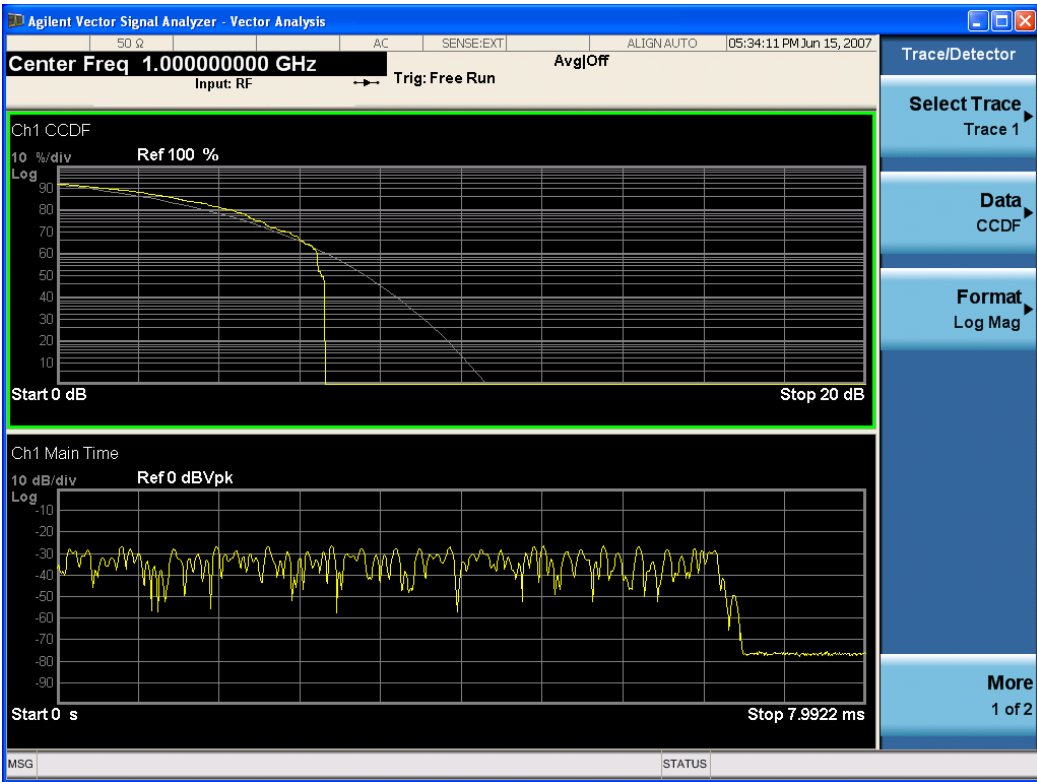 Agilent Vector Signal Analyzer - Vector Analysis
50 Ω AC SENSE:EXT ALIGN AUTO 05:34:11 PM Jun 15, 2007
Center Freq 1.000000000 GHz
Input: RF
Trig: Free Run
Avg|Off
Trace/Detector
Select Trace
Trace 1
Data
CCDF
Format
Log Mag
More
1 of 2
Ch1 CCDF
10 %/div
Ref 100 %
Log
90
80
70
60
50
40
30
20
10
Start 0 dB
Stop 20 dB
Ch1 Main Time
10 dB/div
Ref 0 dBVpk
Log
-10
-20
-30
-40
-50
-60
-70
-80
-90
Start 0 s
Stop 7.9922 ms
MSG
STATUS